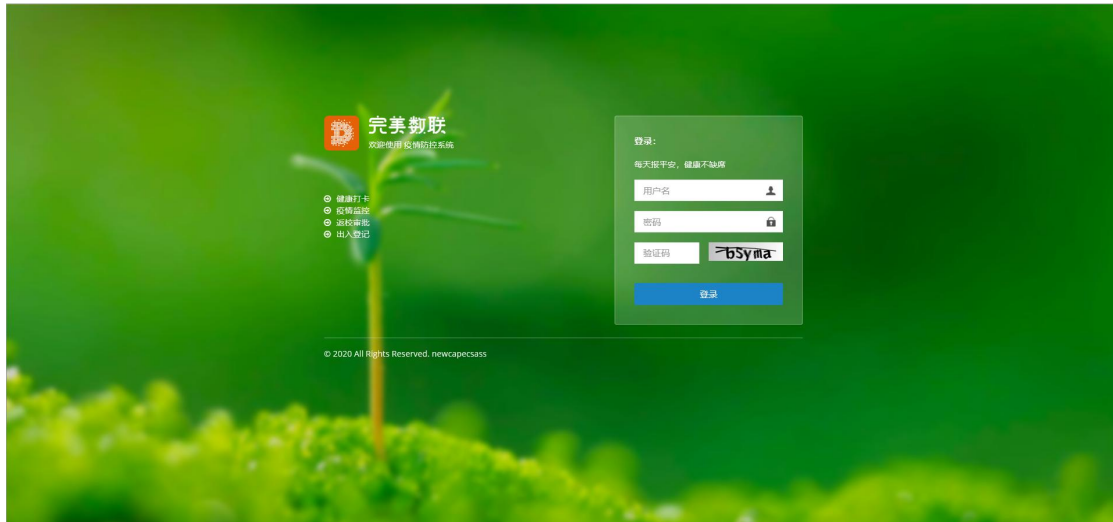 完美数联
欢迎使用 疫情防控系统
健康打卡
疫情监控
返校审批
出入登记
登录:
每天报平安，健康不缺席
用户名
密码
验证码
b5yma
登录
© 2020 All Rights Reserved. newcapecsass